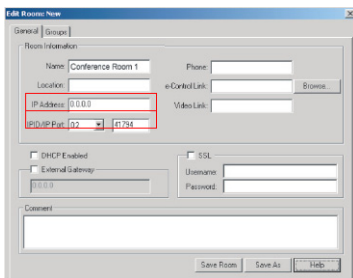 Edit Room: New
General Groups
Room Information
Name: Conference Room 1
Phone:
Location:
e-Control Link:
Browse...
IP Address: 0.0.0.0
Video Link:
IPID/IP Port: 02 41794
DHCP Enabled
SSL
External Gateway
Username:
0.0.0.0
Password:
Comment
Save Room Save As Help